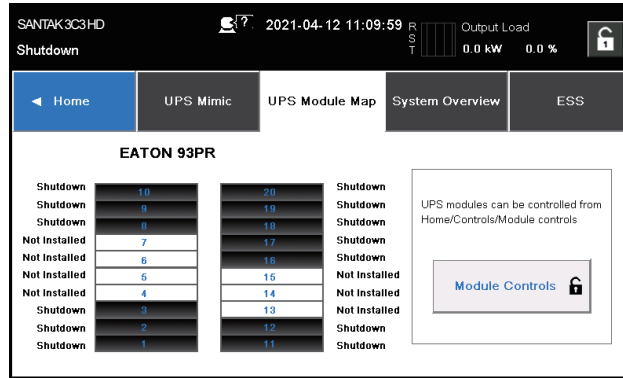 SANTAK 3C3 HD
Shutdown
?
2021-04-12 11:09:59
R
S
T
Output Load
0.0 kW 0.0 %
1
◄ Home
UPS Mimic
UPS Module Map
System Overview
ESS
EATON 93PR
Shutdown 10 20 Shutdown
Shutdown 9 19 Shutdown
Shutdown 8 18 Shutdown
Not Installed 7 17 Shutdown
Not Installed 6 16 Shutdown
Not Installed 5 15 Not Installed
Not Installed 4 14 Not Installed
Shutdown 3 13 Not Installed
Shutdown 2 12 Shutdown
Shutdown 1 11 Shutdown
UPS modules can be controlled from
Home/Controls/Module controls
Module Controls